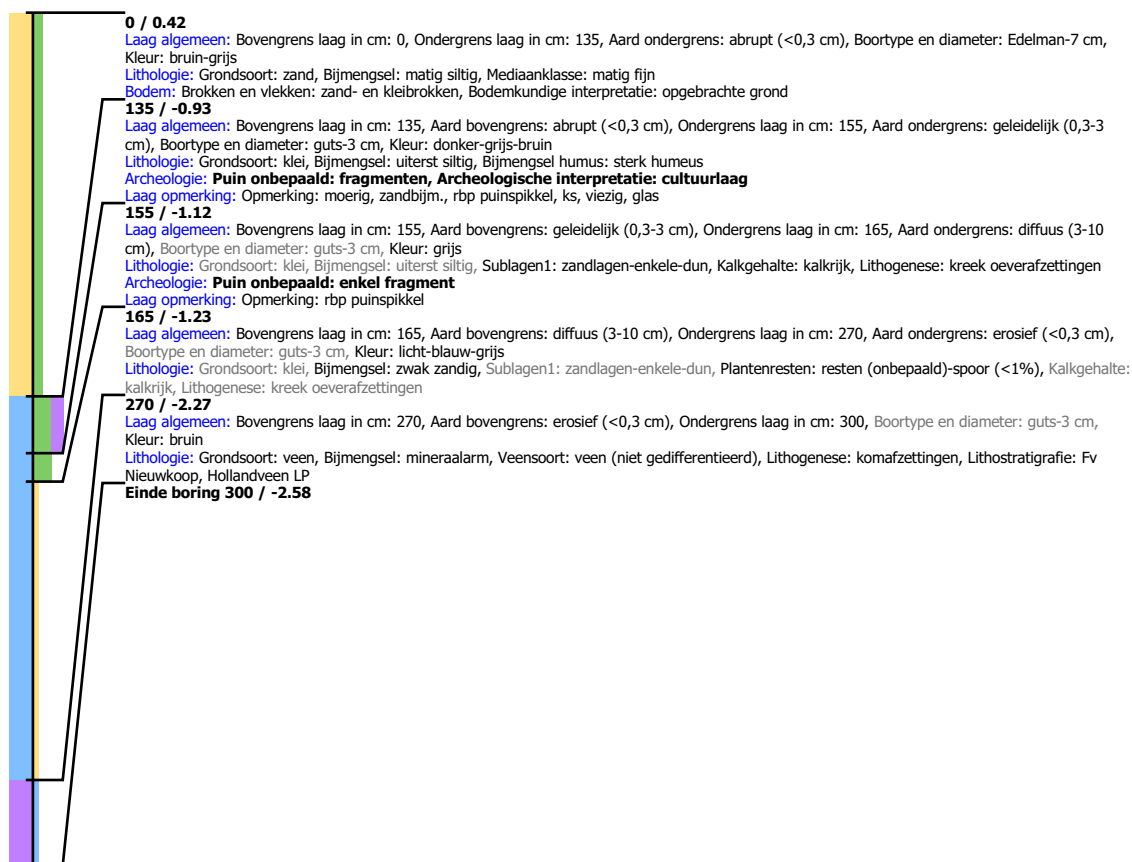 0 / 0.42
Laag algemeen: Bovengrens laag in cm: 0, Ondergrens laag in cm: 135, Aard ondergrens: abrupt (<0,3 cm), Boortype en diameter: Edelman-7 cm,
Kleur: bruin-grijs
Lithologie: Grondsoort: zand, Bijmengsel: matig siltig, Mediaanklasse: matig fijn
Bodem: Brokken en vlekken: zand- en kleibrokken, Bodemkundige interpretatie: opgebrachte grond
135 / -0.93
Laag algemeen: Bovengrens laag in cm: 135, Aard bovengrens: abrupt (<0,3 cm), Ondergrens laag in cm: 155, Aard ondergrens: geleidelijk (0,3-3
cm), Boortype en diameter: guts-3 cm, Kleur: donker-grijs-bruin
Lithologie: Grondsoort: klei, Bijmengsel: uiterst siltig, Bijmengsel humus: sterk humeus
Archeologie: Puin onbepaald: fragmenten, Archeologische interpretatie: cultuurlaag
Laag opmerking: Opmerking: moerig, zandbijm., rbp puinspikkel, ks, viezig, glas
155 / -1.12
Laag algemeen: Bovengrens laag in cm: 155, Aard bovengrens: geleidelijk (0,3-3 cm), Ondergrens laag in cm: 165, Aard ondergrens: diffuus (3-10
cm), Boortype en diameter: guts-3 cm, Kleur: grijs
Lithologie: Grondsoort: klei, Bijmengsel: uiterst siltig, Sublagen1: zandlagen-enkele-dun, Kalkgehalte: kalkrijk, Lithogenese: kreek oeverafzettingen
Archeologie: Puin onbepaald: enkel fragment
Laag opmerking: Opmerking: rbp puinspikkel
165 / -1.23
Laag algemeen: Bovengrens laag in cm: 165, Aard bovengrens: diffuus (3-10 cm), Ondergrens laag in cm: 270, Aard ondergrens: erosief (<0,3 cm),
Boortype en diameter: guts-3 cm, Kleur: licht-blauw-grijs
Lithologie: Grondsoort: klei, Bijmengsel: zwak zandig, Sublagen1: zandlagen-enkele-dun, Plantenresten: resten (onbepaald)-spoor (<1%), Kalkgehalte:
kalkrijk, Lithogenese: kreek oeverafzettingen
270 / -2.27
Laag algemeen: Bovengrens laag in cm: 270, Aard bovengrens: erosief (<0,3 cm), Ondergrens laag in cm: 300, Boortype en diameter: guts-3 cm,
Kleur: bruin
Lithologie: Grondsoort: veen, Bijmengsel: mineraalarm, Veensoort: veen (niet gedifferentieerd), Lithogenese: komafzettingen, Lithostratigrafie: Fv
Nieuwkoop, Hollandveen LP
Einde boring 300 / -2.58